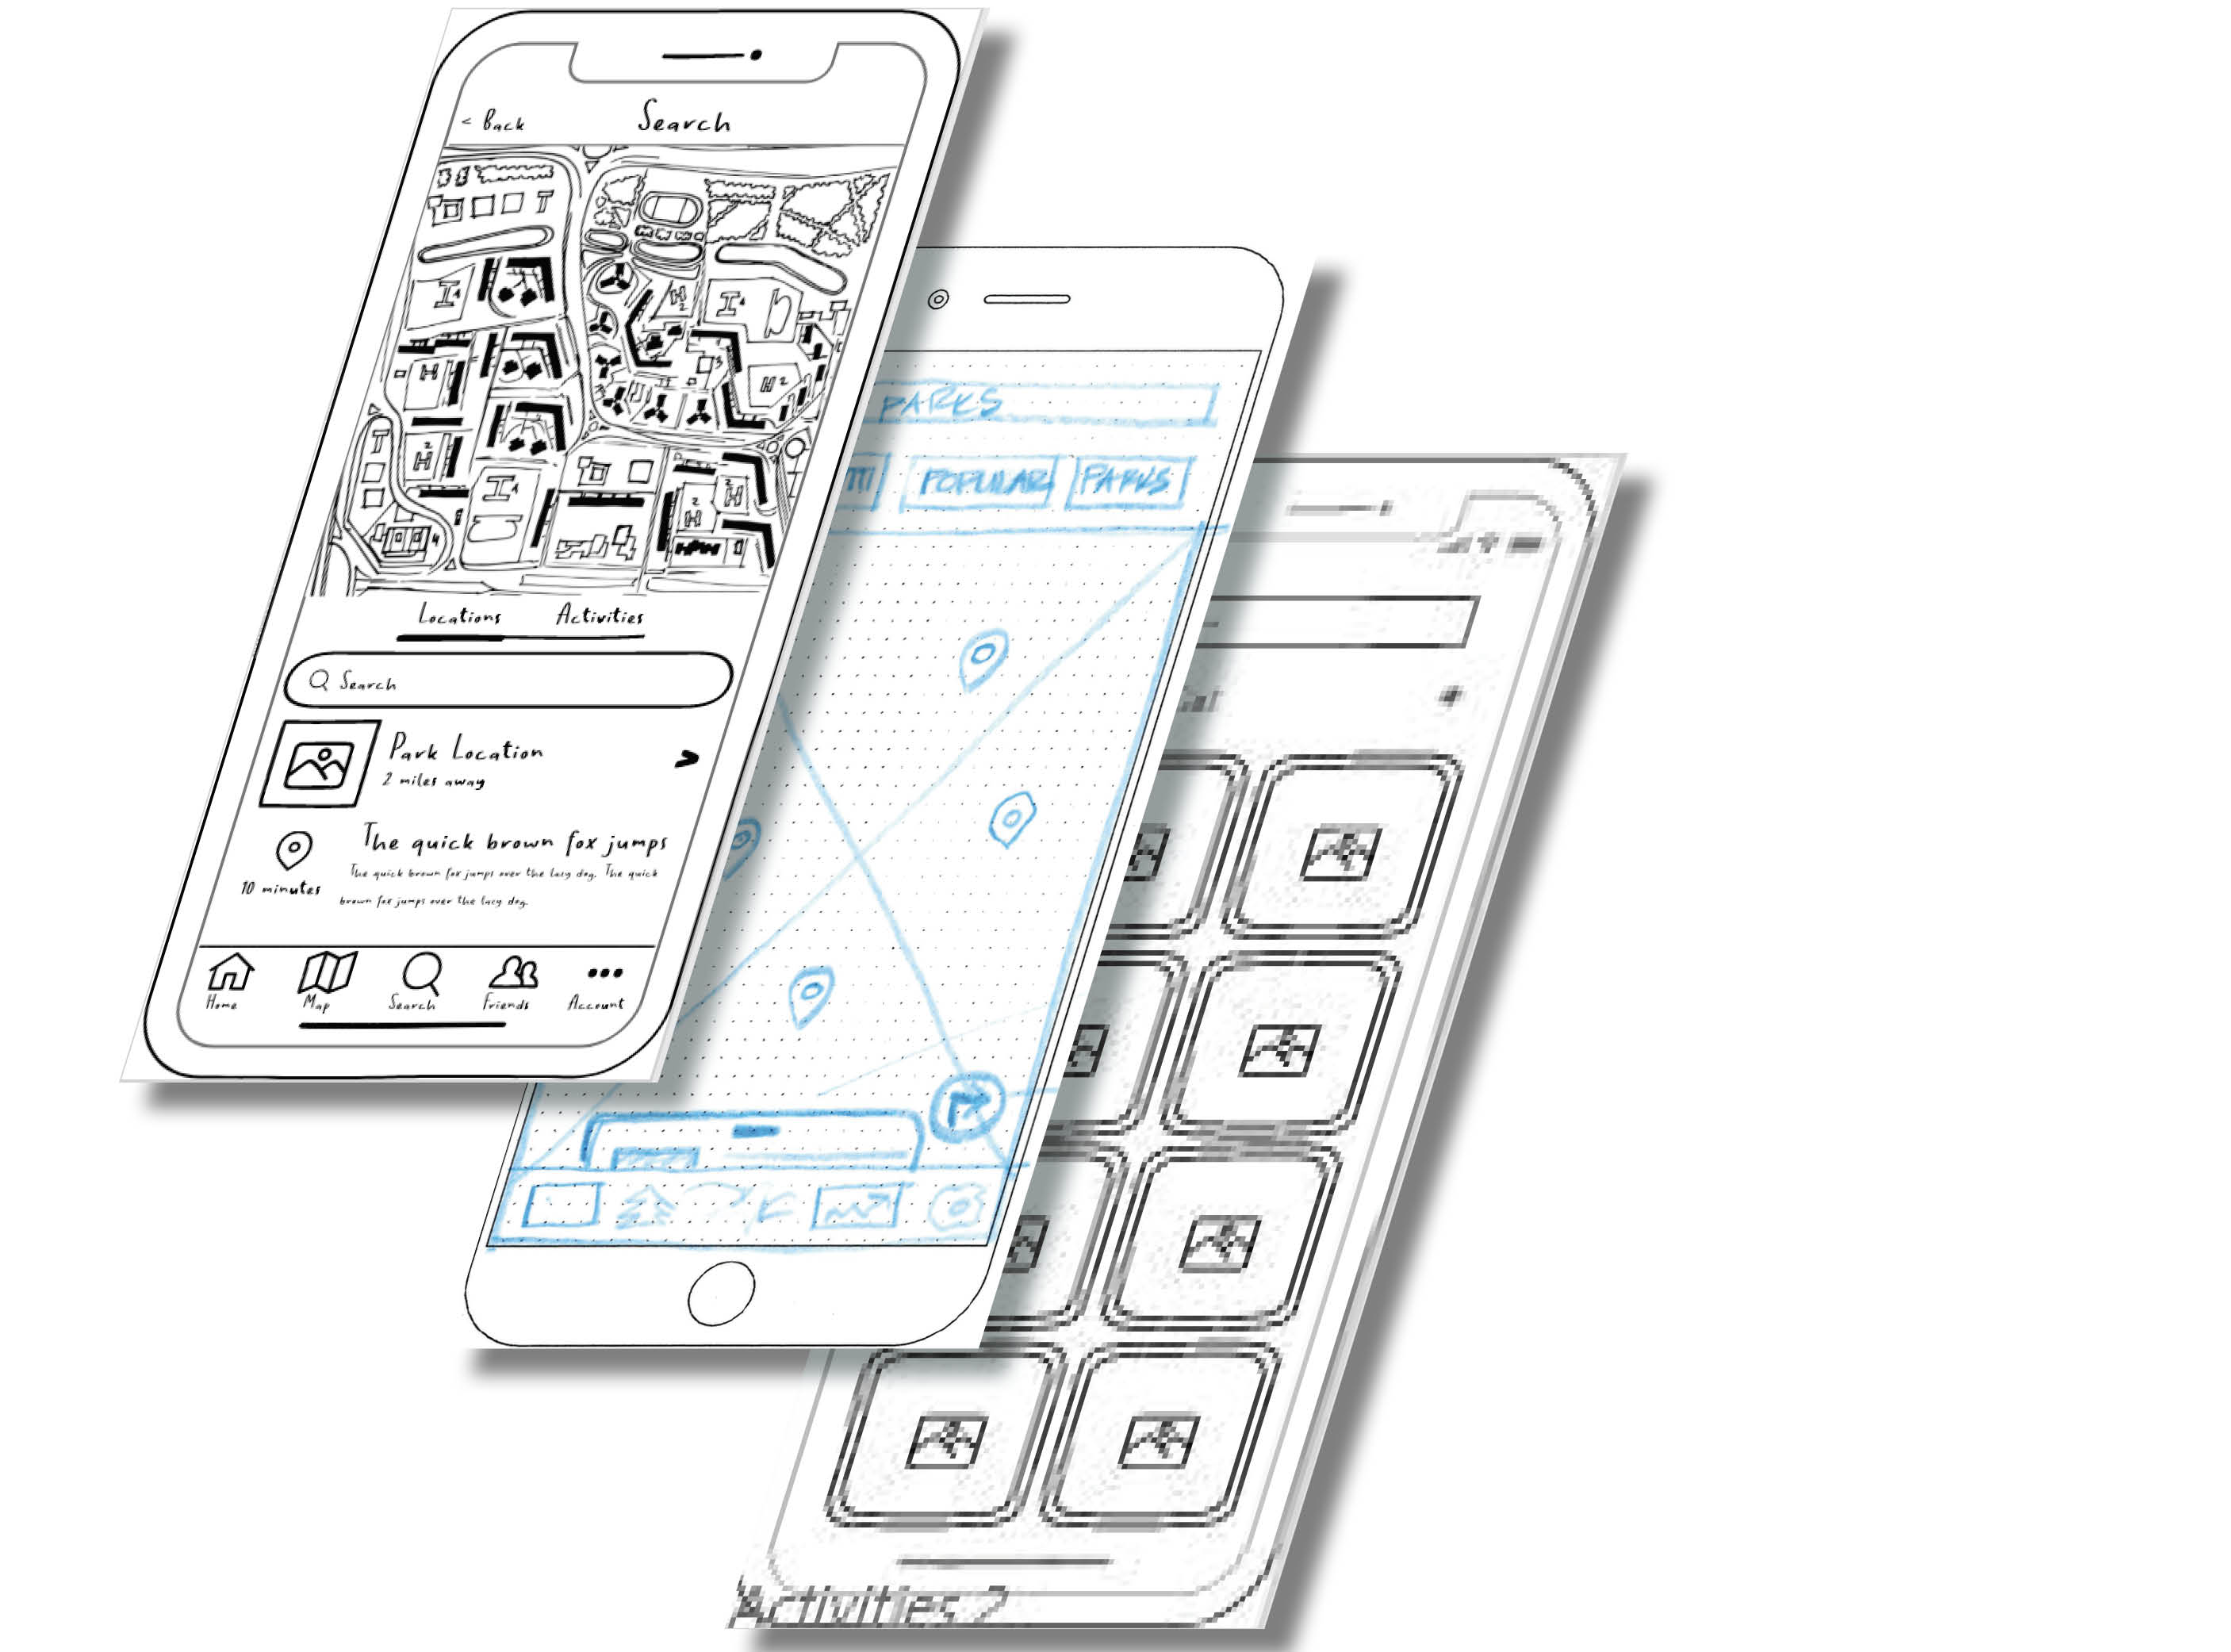 < Back
Search
Locations
Activities
Search
Park Location
2 miles away
The quick brown fox jumps
The quick brown fox jumps over the lazy dog. The quick
brown fox jumps over the lazy dog.
10 minutes
Home
Map
Search
Friends
Account
PARKS
POPULAR
PARKS
Activities 2